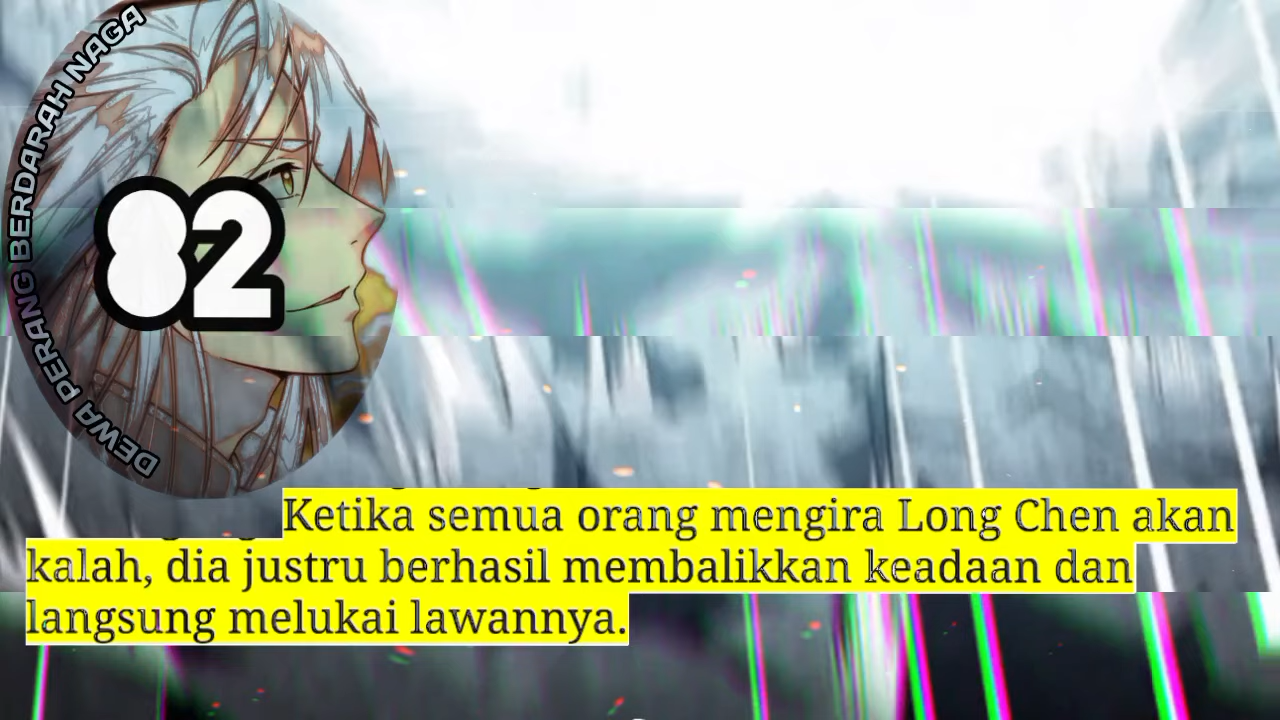 DEWA PERANG BERDARAH NAGA
82
Ketika semua orang mengira Long Chen akan
kalah, dia justru berhasil membalikkan keadaan dan
langsung melukai lawannya.